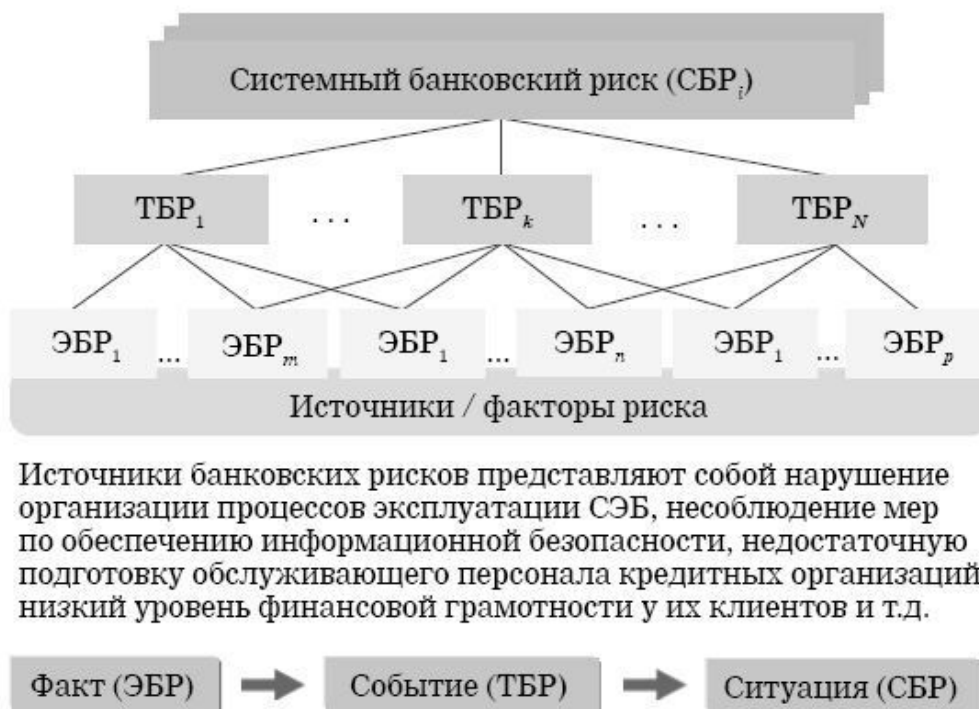 Системный банковский риск (СБРi)
ТБР1 ... ТБРk ... ТБРN
ЭБР1 ... ЭБРm ЭБР1 ... ЭБРn ЭБР1 ... ЭБРp
Источники / факторы риска
Источники банковских рисков представляют собой нарушение
организации процессов эксплуатации СЭБ, несоблюдение мер
по обеспечению информационной безопасности, недостаточную
подготовку обслуживающего персонала кредитных организаций
низкий уровень финансовой грамотности у их клиентов и т.д.
Факт (ЭБР) Событие (ТБР) Ситуация (СБР)